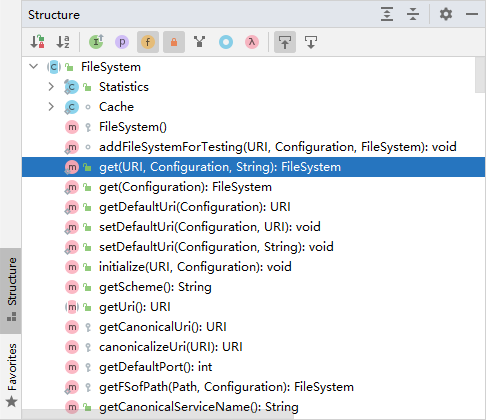 Structure
FileSystem
Statistics
Cache
FileSystem()
addFileSystemForTesting(URI, Configuration, FileSystem): void
get(URI, Configuration, String): FileSystem
get(Configuration): FileSystem
getDefaultUri(Configuration): URI
setDefaultUri(Configuration, URI): void
setDefaultUri(Configuration, String): void
initialize(URI, Configuration): void
getScheme(): String
getUri(): URI
getCanonicalUri(): URI
canonicalizeUri(URI): URI
getDefaultPort(): int
getFSofPath(Path, Configuration): FileSystem
getCanonicalServiceName(): String
Structure
Favorites